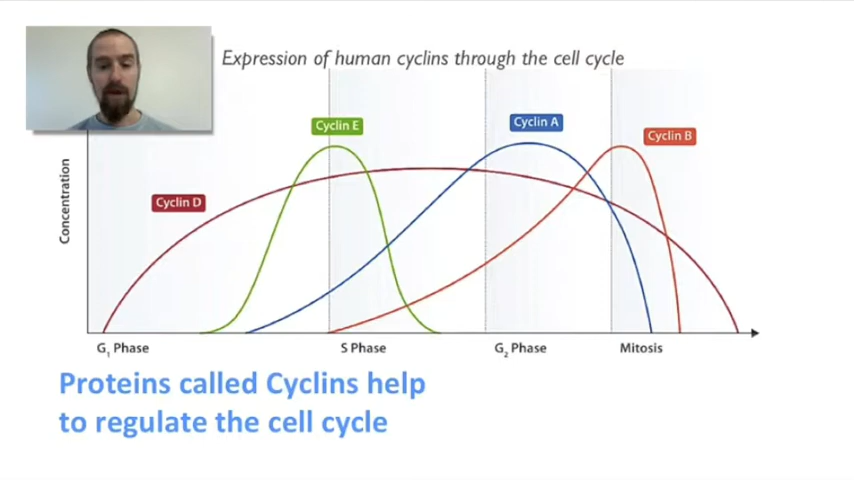 Expression of human cyclins through the cell cycle
Cyclin E
Cyclin A
Cyclin B
Cyclin D
Concentration
G₁ Phase
S Phase
G₂ Phase
Mitosis
Proteins called Cyclins help
to regulate the cell cycle